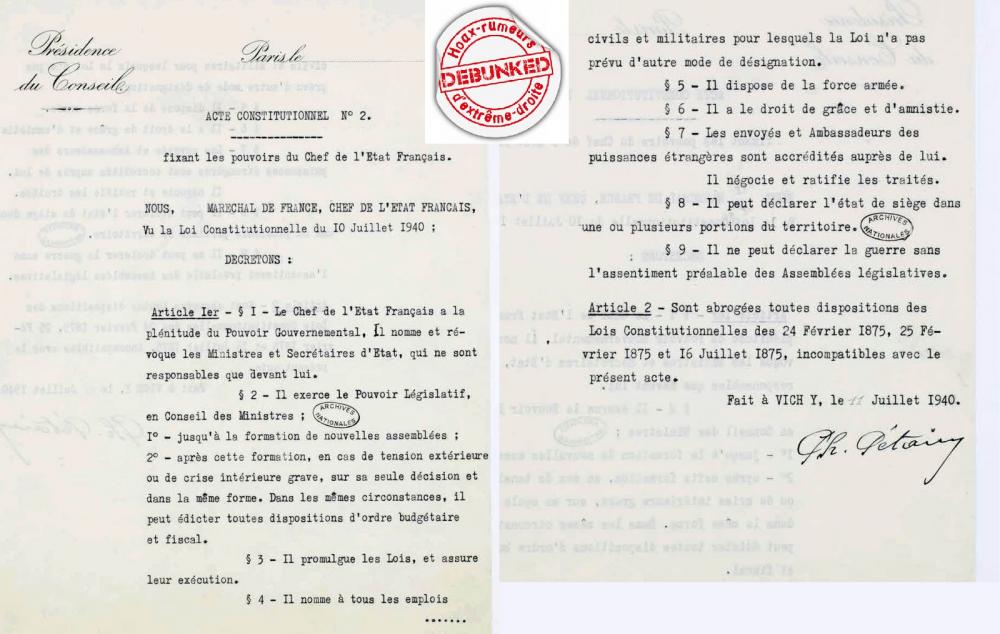 Présidence
du Conseil
Paris le
ACTE CONSTITUTIONNEL N° 2.
fixant les pouvoirs du Chef de l'Etat Français.
NOUS, MARECHAL DE FRANCE, CHEF DE L'ETAT FRANCAIS,
Vu la Loi Constitutionnelle du IO Juillet I940 ;
DECRETONS :
Article Ier - § I - Le Chef de l'Etat Français a la
plénitude du Pouvoir Gouvernemental, Il nomme et ré-
voque les Ministres et Secrétaires d'Etat, qui ne sont
responsables que devant lui.
§ 2 - Il exerce le Pouvoir Législatif,
en Conseil des Ministres ;
ARCHIVES
NATIONALES
I° - jusqu'à la formation de nouvelles assemblées ;
2° - après cette formation, en cas de tension extérieure
ou de crise intérieure grave, sur sa seule décision et
dans la même forme. Dans les mêmes circonstances, il
peut édicter toutes dispositions d'ordre budgétaire
et fiscal.
§ 3 - Il promulgue les Lois, et assure
leur exécution.
§ 4 - Il nomme à tous les emplois
.......
Hoax-rumeurs
DEBUNKED
d'extrême-droite
civils et militaires pour lesquels la Loi n'a pas
prévu d'autre mode de désignation.
§ 5 - Il dispose de la force armée.
§ 6 - Il a le droit de grâce et d'amnistie.
§ 7 - Les envoyés et Ambassadeurs des
puissances étrangères sont accrédités auprès de lui.
Il négocie et ratifie les traités.
§ 8 - Il peut déclarer l'état de siège dans
une ou plusieurs portions du territoire.
ARCHIVES
NATIONALES
§ 9 - Il ne peut déclarer la guerre sans
l'assentiment préalable des Assemblées législatives.
Article 2 - Sont abrogées toutes dispositions des
Lois Constitutionnelles des 24 Février I875, 25 Fé-
vrier I875 et I6 Juillet I875, incompatibles avec le
présent acte.
Fait à VICHY, le 11 Juillet I940.
Ph. Pétain